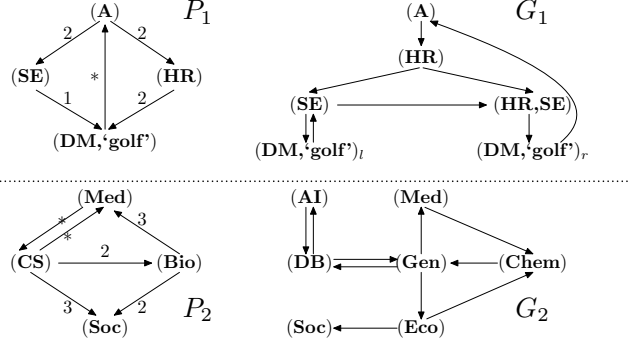 (A) P1 (A) G1
2 2
(HR)
(SE) * (HR) (SE) (HR,SE)
1 2
(DM,‘golf’) (DM,‘golf’)l (DM,‘golf’)r
(Med) (AI) (Med)
* * 3
(CS) 2 (Bio) (DB) (Gen) (Chem)
3 2
(Soc) P2 (Soc) (Eco) G2